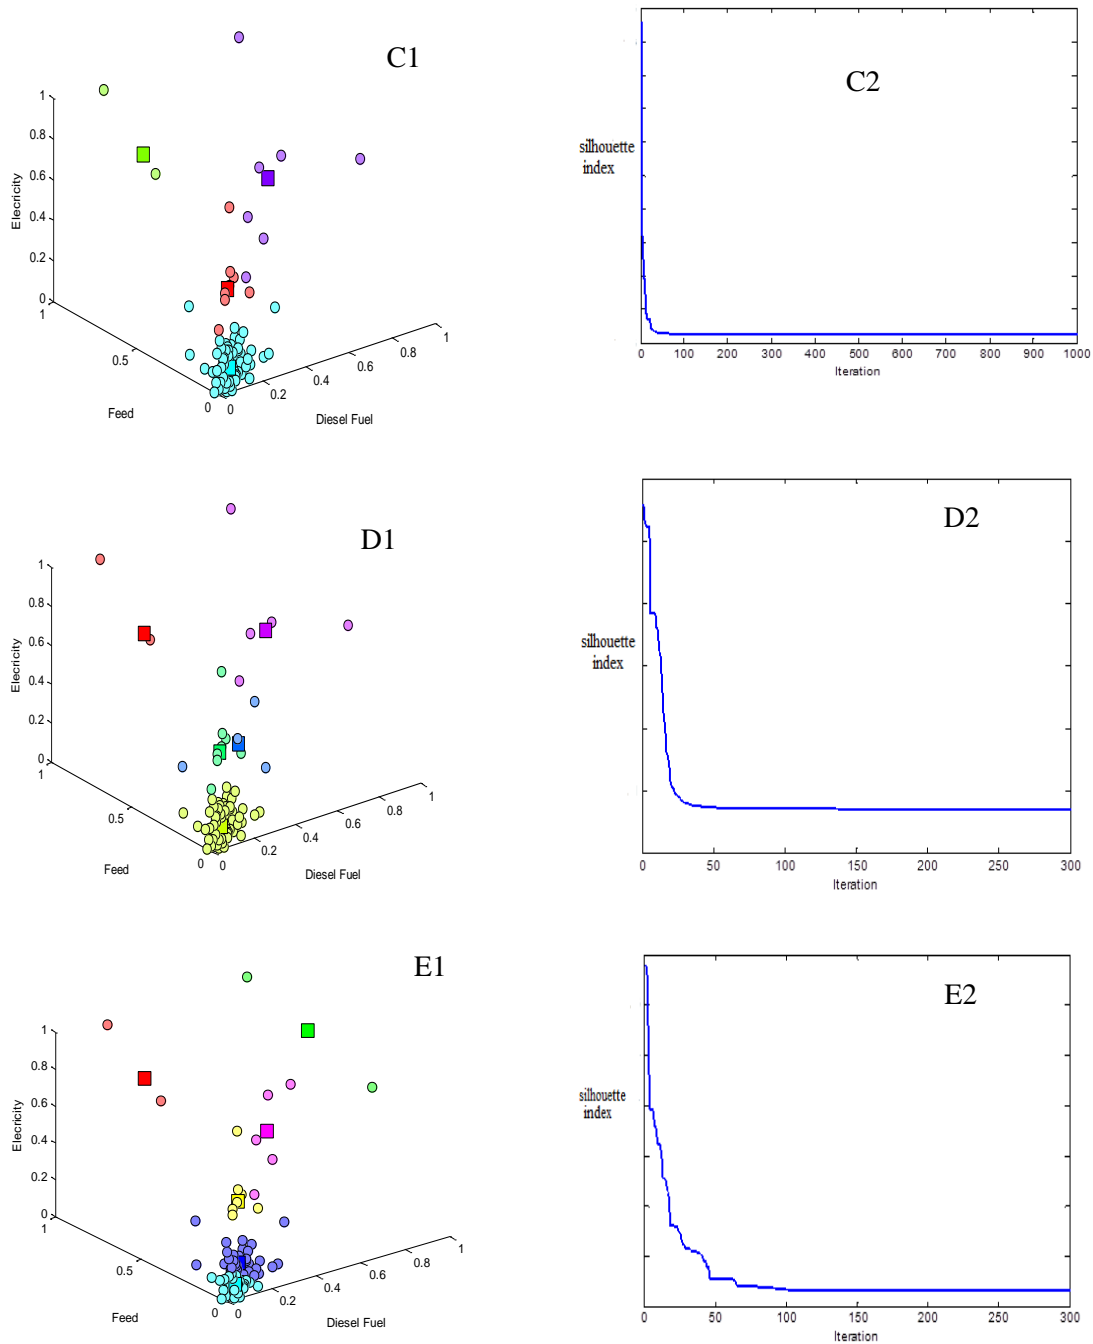 C1
1
0.8
0.6
0.4
0.2
0
Elecricity
1
0.5
0
Feed
0
0.2
0.4
0.6
0.8
1
Diesel Fuel
C2
silhouette
index
0 100 200 300 400 500 600 700 800 900 1000
Iteration
D1
1
0.8
0.6
0.4
0.2
0
Elecricity
1
0.5
0
Feed
0
0.2
0.4
0.6
0.8
1
Diesel Fuel
D2
silhouette
index
0 50 100 150 200 250 300
Iteration
E1
1
0.8
0.6
0.4
0.2
0
Elecricity
1
0.5
0
Feed
0
0.2
0.4
0.6
0.8
1
Diesel Fuel
E2
silhouette
index
0 50 100 150 200 250 300
Iteration